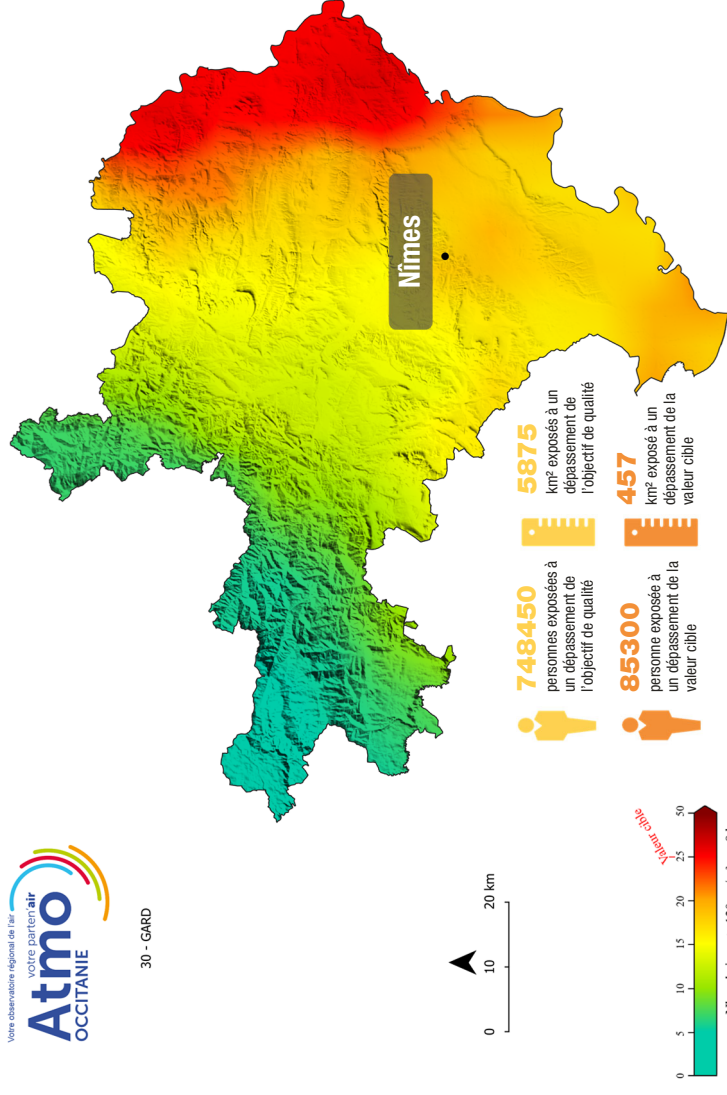 Votre observatoire régional de l'air
votre parten'air
Atmo
OCCITANIE
30 - GARD
Nîmes
0 10 20 km
748450
personnes exposées à
un dépassement de
l'objectif de qualité
5875
km² exposés à un
dépassement de
l'objectif de qualité
85300
personne exposée à
un dépassement de la
valeur cible
457
km² exposé à un
dépassement de la
valeur cible
Valeur cible
0 5 10 15 20 25 50